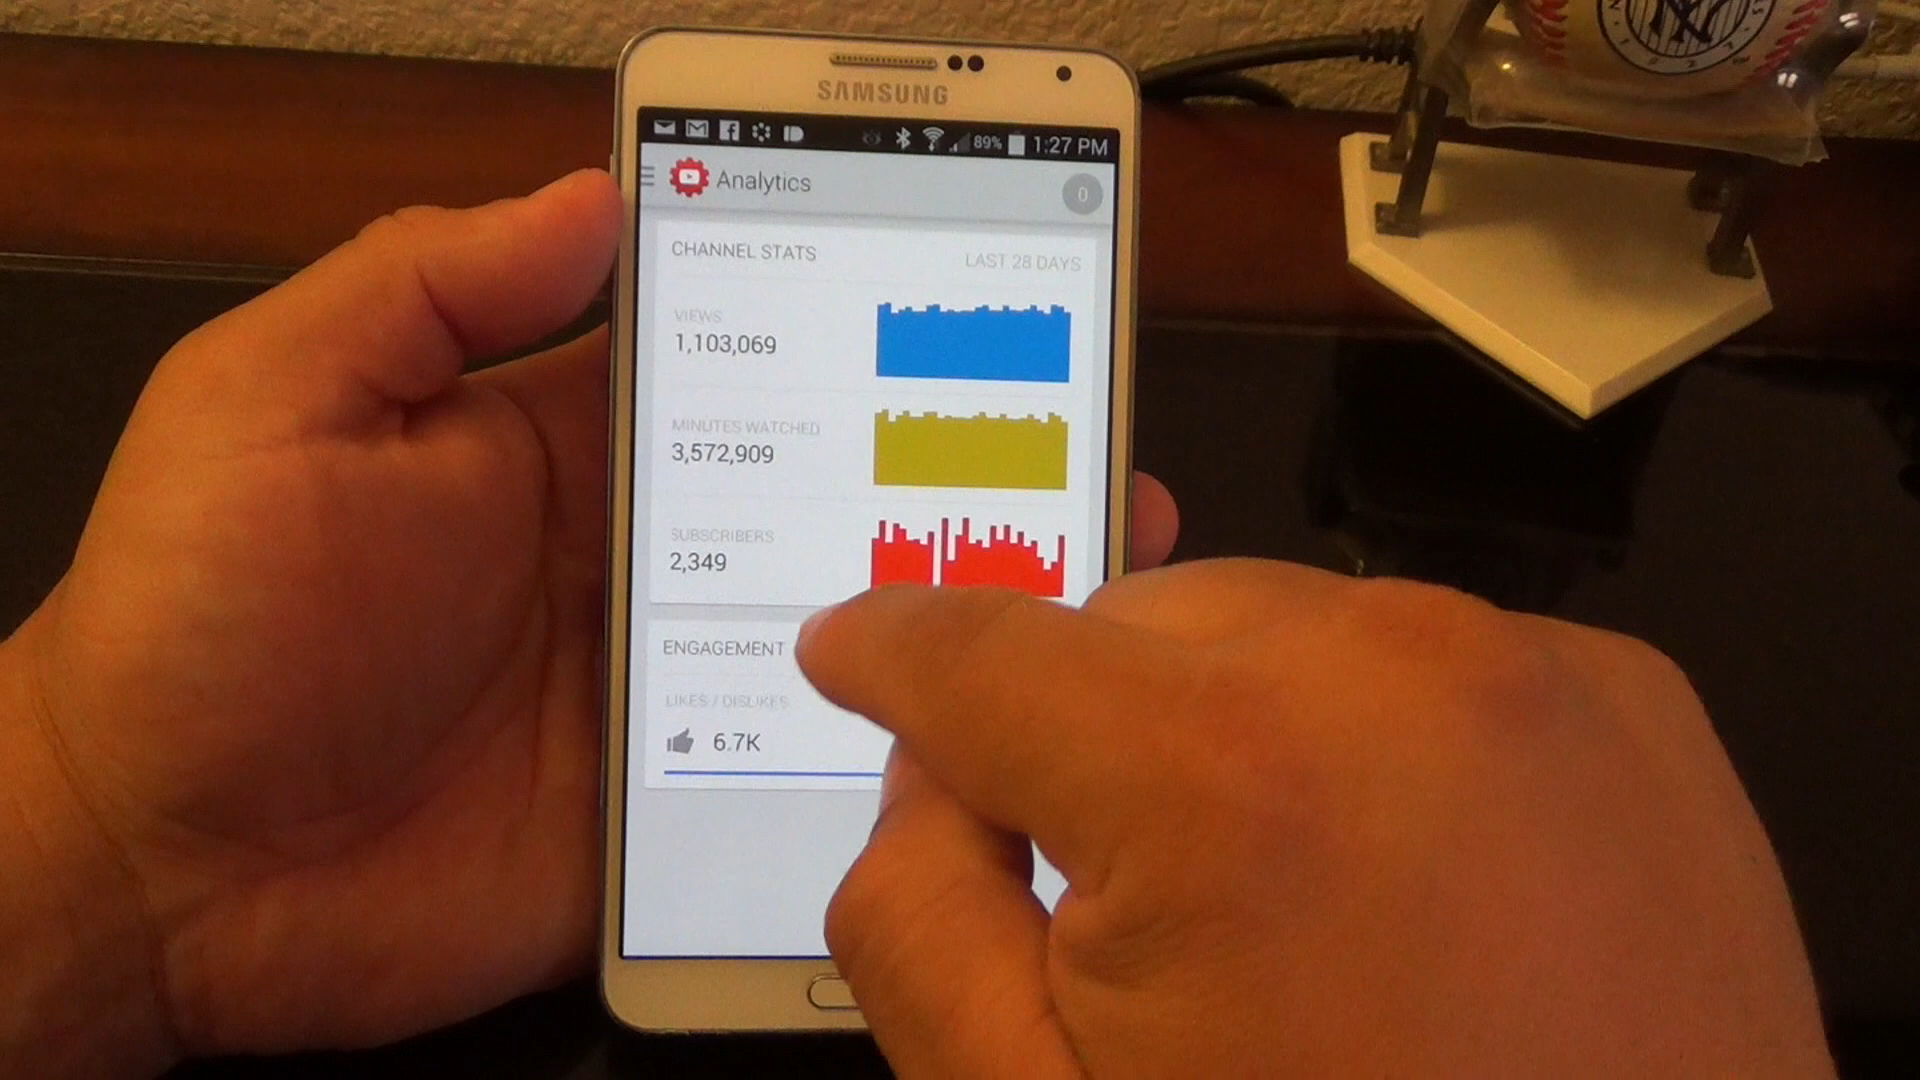 SAMSUNG
89% 1:27 PM
Analytics
0
CHANNEL STATS
LAST 28 DAYS
VIEWS
1,103,069
MINUTES WATCHED
3,572,909
SUBSCRIBERS
2,349
ENGAGEMENT
LIKES / DISLIKES
6.7K